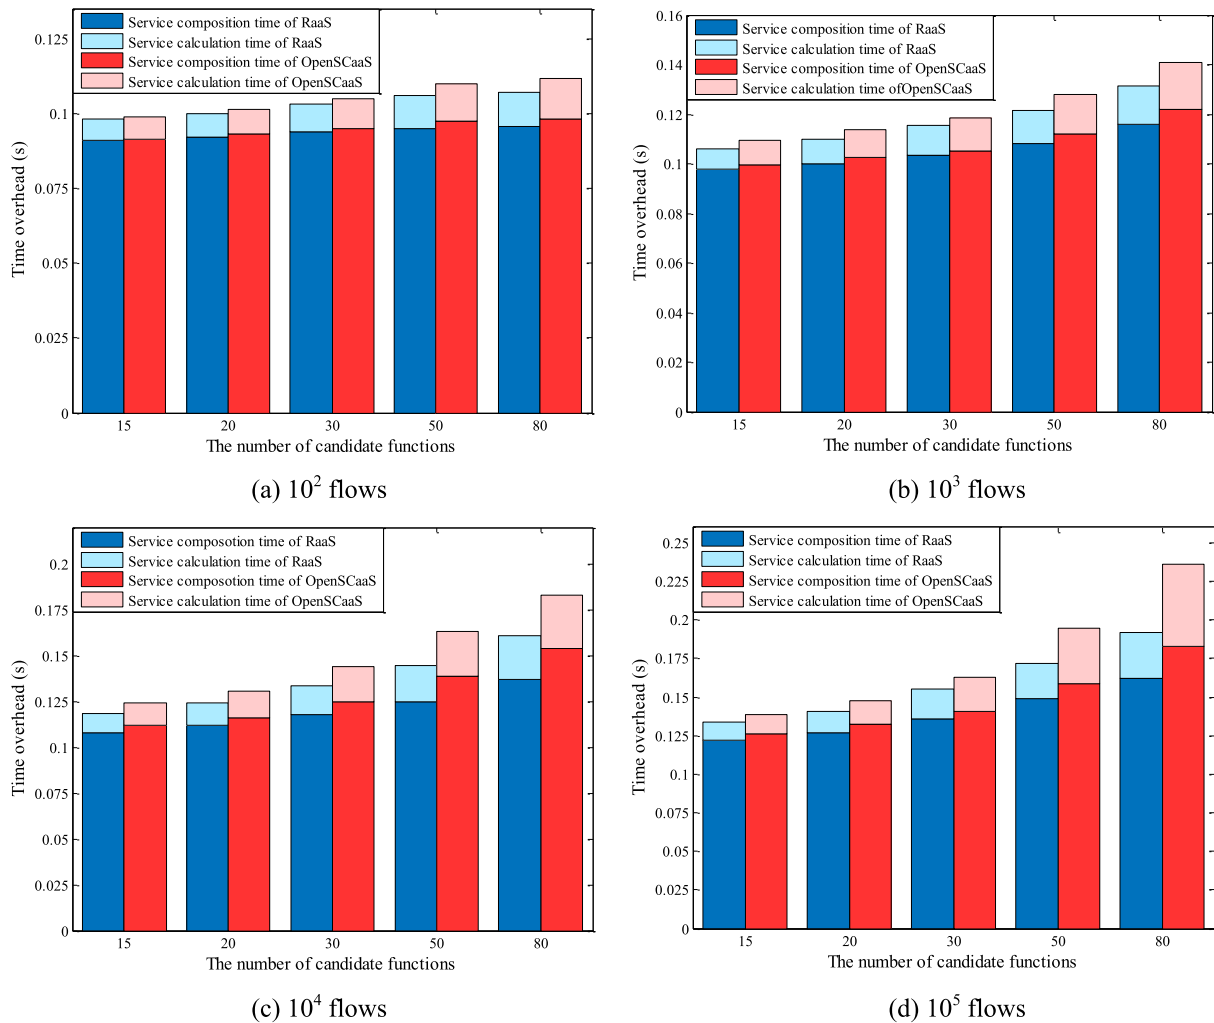 Service composition time of RaaS
Service calculation time of RaaS
Service composition time of OpenSCaaS
Service calculation time of OpenSCaaS
0.125
0.1
0.075
0.05
0.025
0
Time overhead (s)
15 20 30 50 80
The number of candidate functions
(a) 10² flows
Service composition time of RaaS
Service calculation time of RaaS
Service composition time of OpenSCaaS
Service calculation time ofOpenSCaaS
0.16
0.14
0.12
0.1
0.08
0.06
0.04
0.02
0
Time overhead (s)
15 20 30 50 80
The number of candidate functions
(b) 10³ flows
Service composotion time of RaaS
Service calculation time of RaaS
Service composotion time of OpenSCaaS
Service calculation time of OpenSCaaS
0.2
0.175
0.15
0.125
0.1
0.075
0.05
0.025
0
Time overhead (s)
15 20 30 50 80
The number of candidate functions
(c) 10⁴ flows
Service composition time of RaaS
Service calculation time of RaaS
Service composition time of OpenSCaaS
Service calculation time of OpenSCaaS
0.25
0.225
0.2
0.175
0.15
0.125
0.1
0.075
0.05
0.025
0
Time overhead (s)
15 20 30 50 80
The number of candidate functions
(d) 10⁵ flows